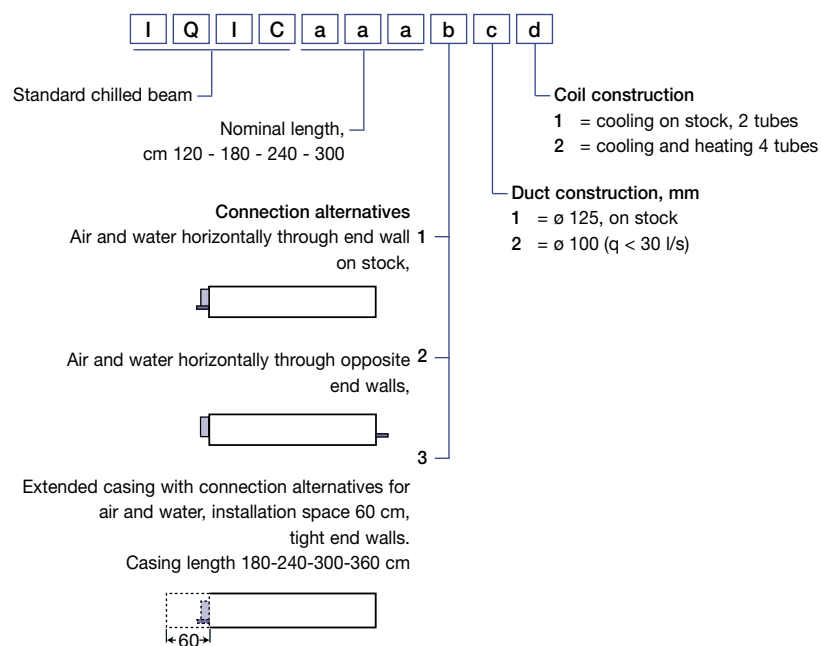 I Q I C a a a b c d
Standard chilled beam
Nominal length,
cm 120 - 180 - 240 - 300
Coil construction
1 = cooling on stock, 2 tubes
2 = cooling and heating 4 tubes
Duct construction, mm
1 = ø 125, on stock
2 = ø 100 (q < 30 l/s)
Connection alternatives
Air and water horizontally through end wall 1
on stock,
Air and water horizontally through opposite 2
end walls,
3
Extended casing with connection alternatives for
air and water, installation space 60 cm,
tight end walls.
Casing length 180-240-300-360 cm
60